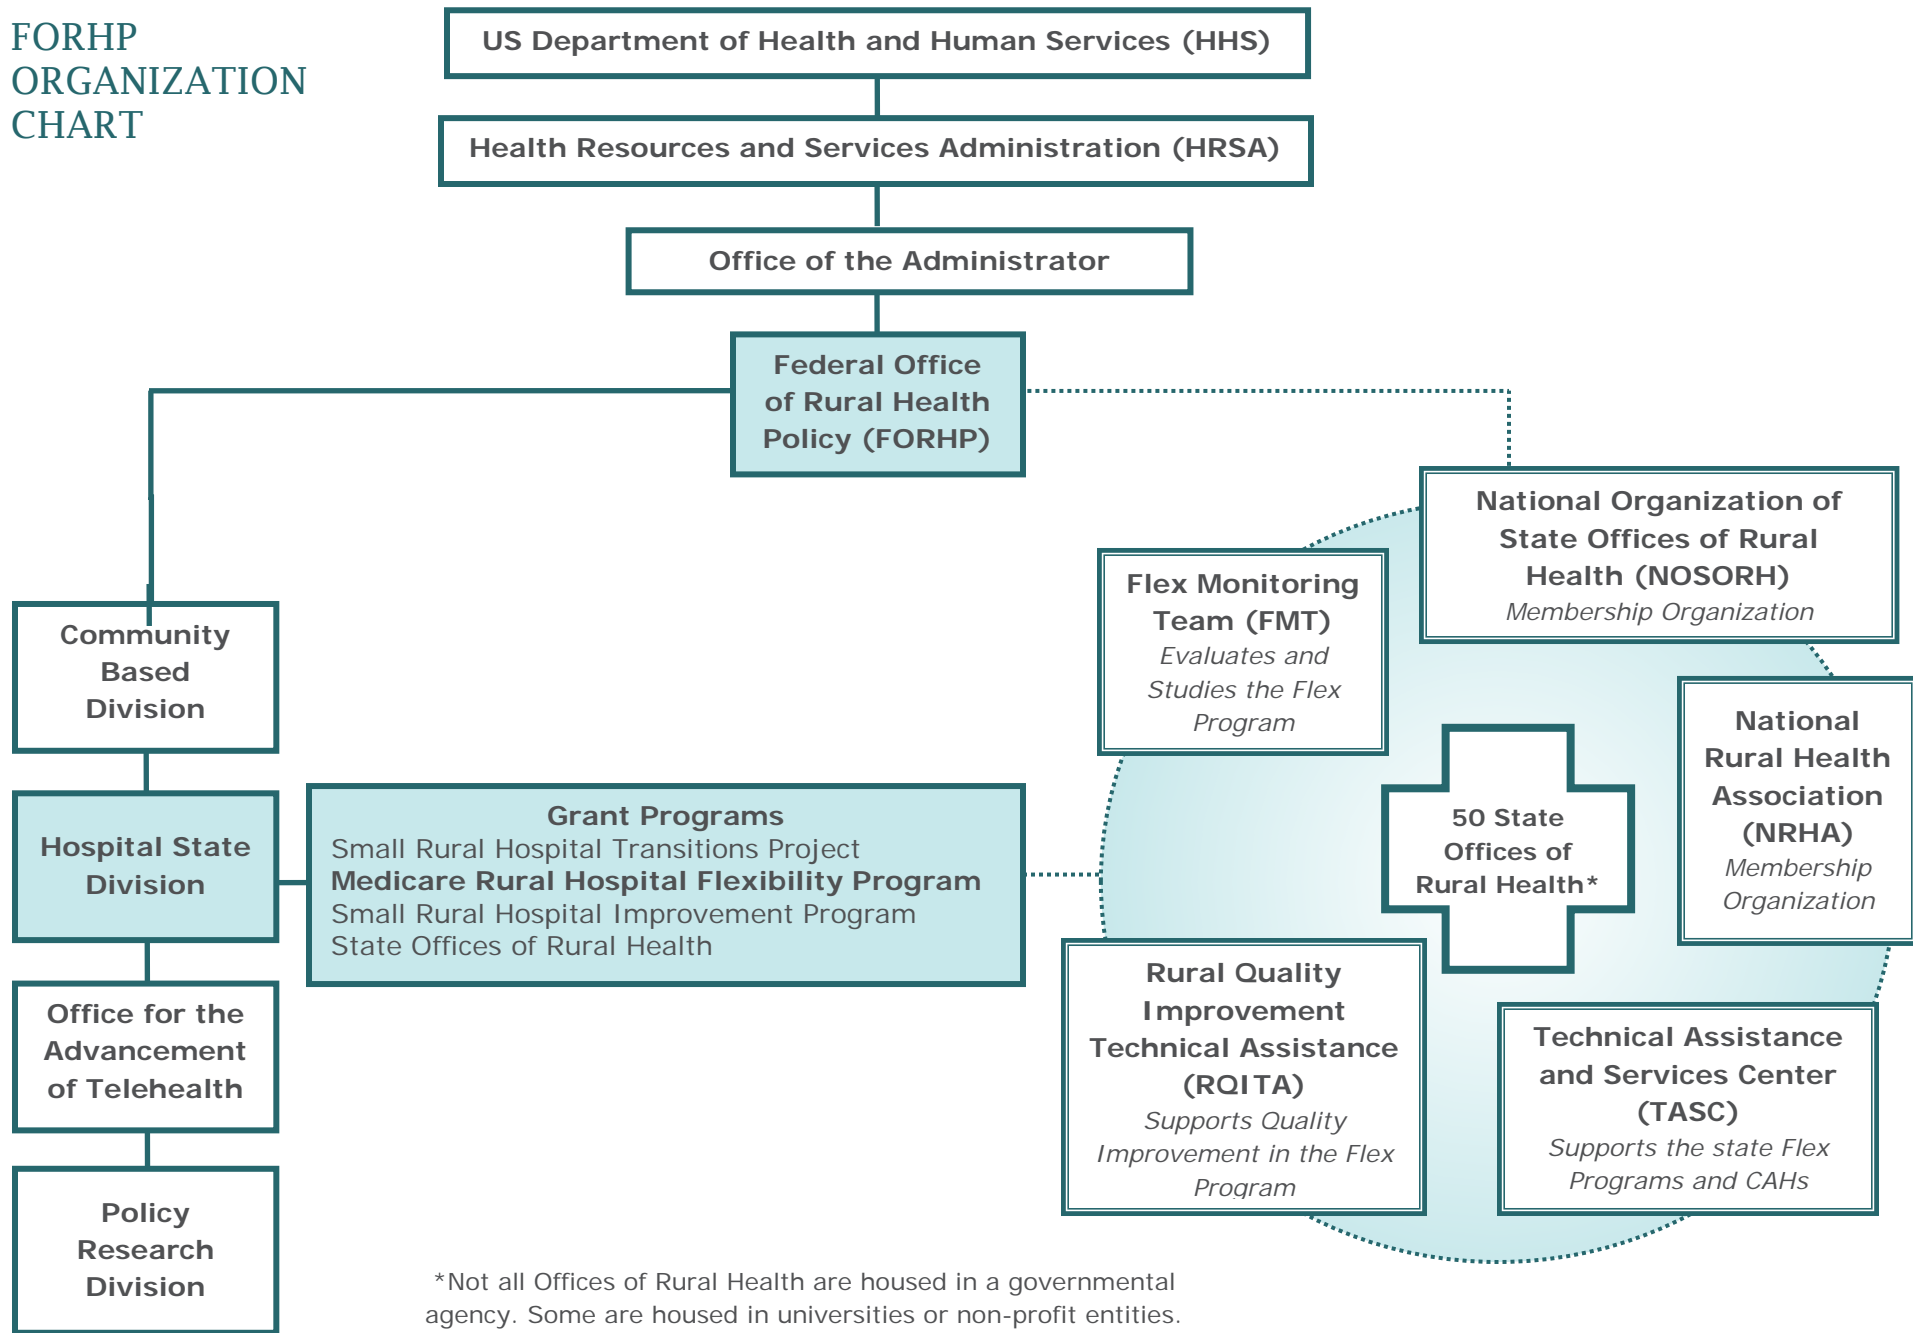 FORHP
ORGANIZATION
CHART
US Department of Health and Human Services (HHS)
Health Resources and Services Administration (HRSA)
Office of the Administrator
Federal Office
of Rural Health
Policy (FORHP)
Community
Based
Division
Hospital State
Division
Office for the
Advancement
of Telehealth
Policy
Research
Division
Grant Programs
Small Rural Hospital Transitions Project
Medicare Rural Hospital Flexibility Program
Small Rural Hospital Improvement Program
State Offices of Rural Health
National Organization of
State Offices of Rural
Health (NOSORH)
Membership Organization
Flex Monitoring
Team (FMT)
Evaluates and
Studies the Flex
Program
National
Rural Health
Association
(NRHA)
Membership
Organization
50 State
Offices of
Rural Health*
Rural Quality
Improvement
Technical Assistance
(RQITA)
Supports Quality
Improvement in the Flex
Program
Technical Assistance
and Services Center
(TASC)
Supports the state Flex
Programs and CAHs
*Not all Offices of Rural Health are housed in a governmental
agency. Some are housed in universities or non-profit entities.